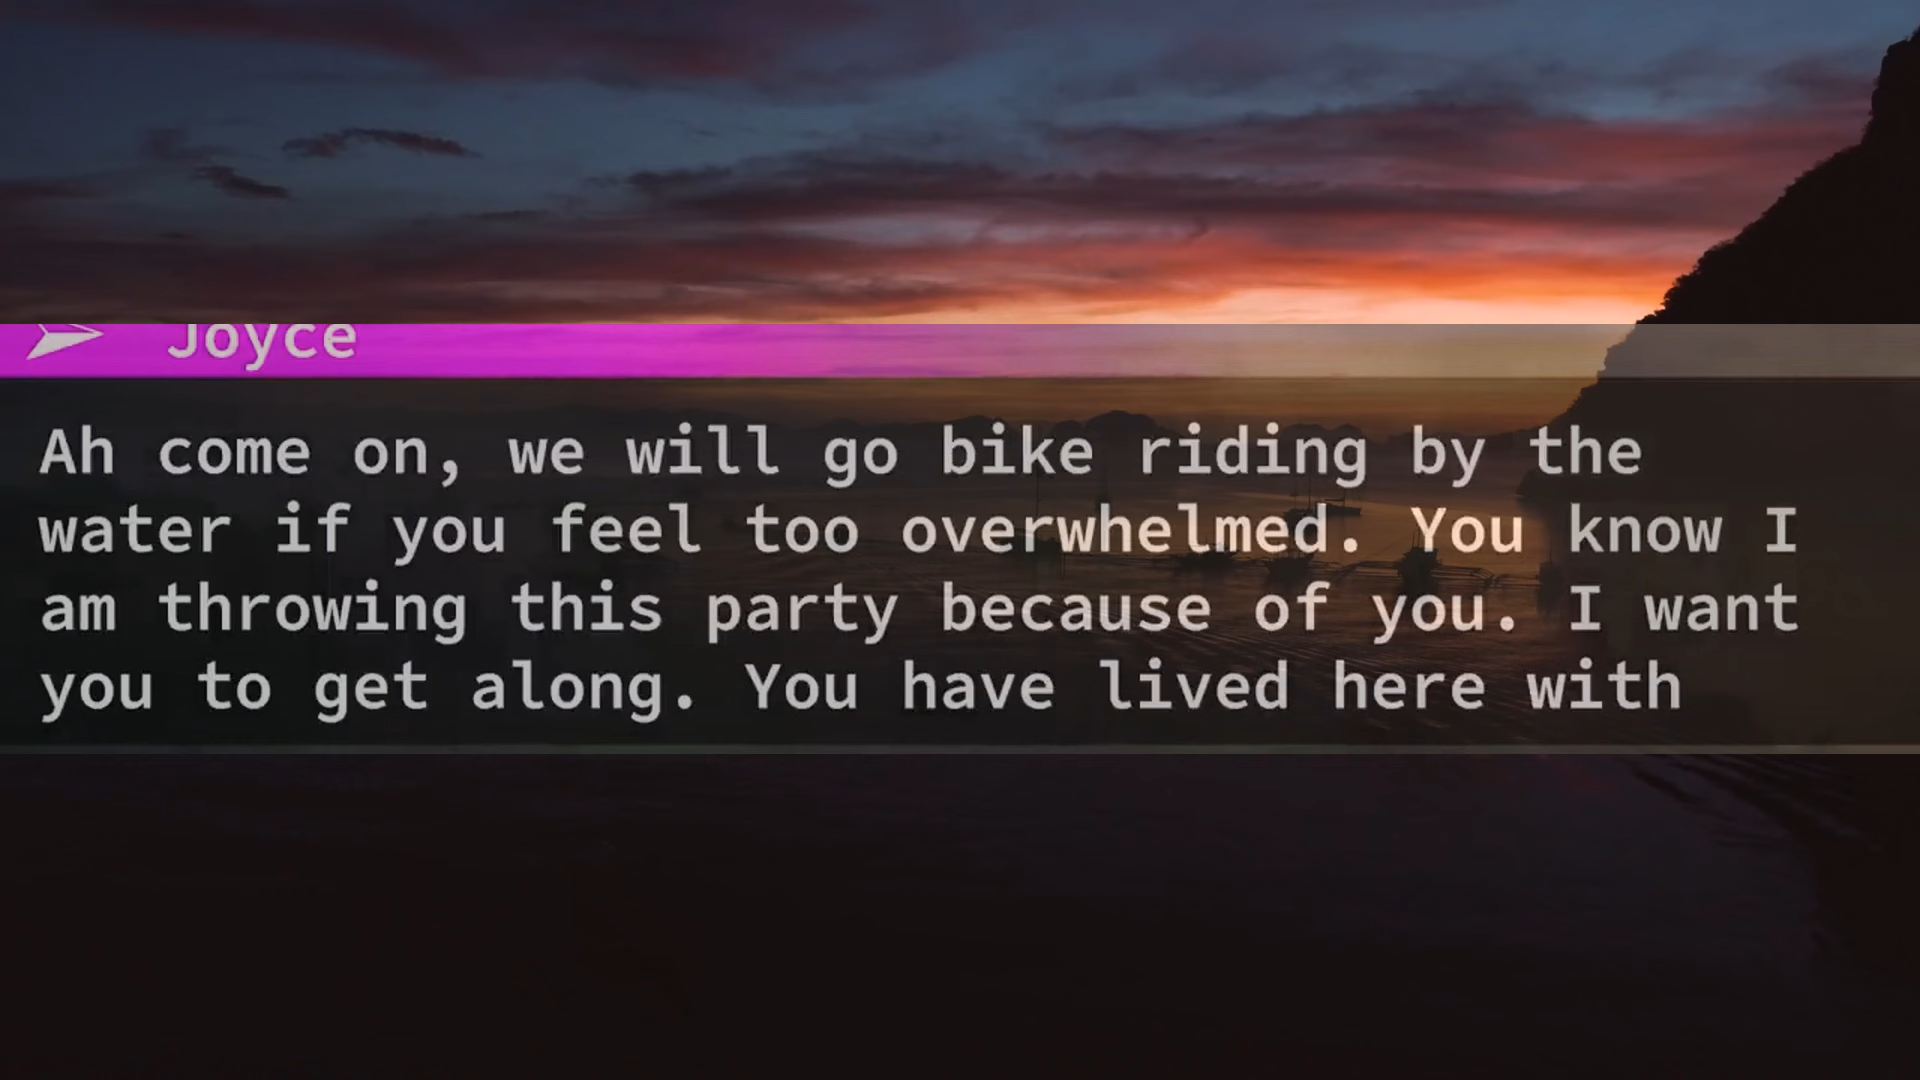 Joyce
Ah come on, we will go bike riding by the
water if you feel too overwhelmed. You know I
am throwing this party because of you. I want
you to get along. You have lived here with